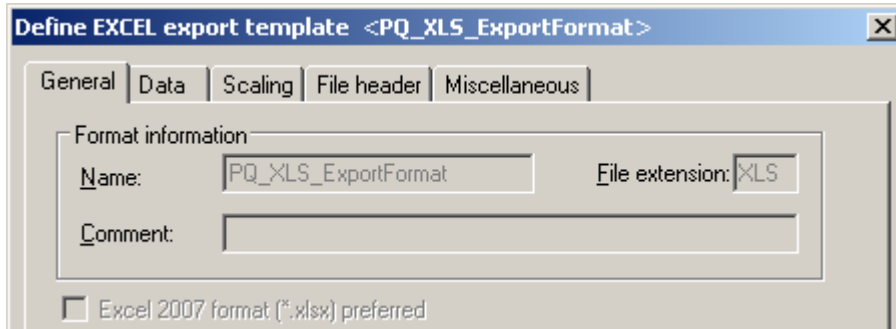 Define EXCEL export template <PQ_XLS_ExportFormat>
General Data Scaling File header Miscellaneous
Format information
Name: PQ_XLS_ExportFormat File extension: XLS
Comment:
Excel 2007 format (*.xlsx) preferred